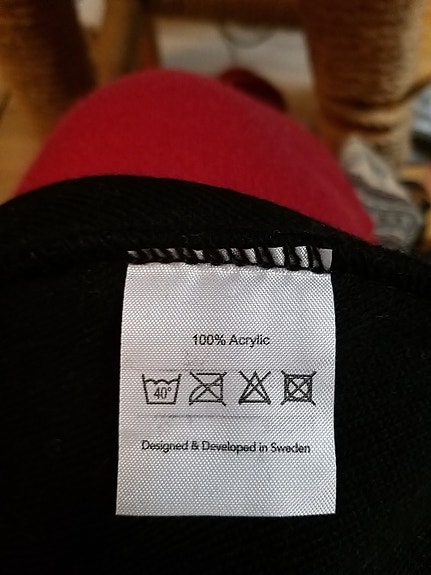 100% Acrylic
40°
Designed & Developed in Sweden